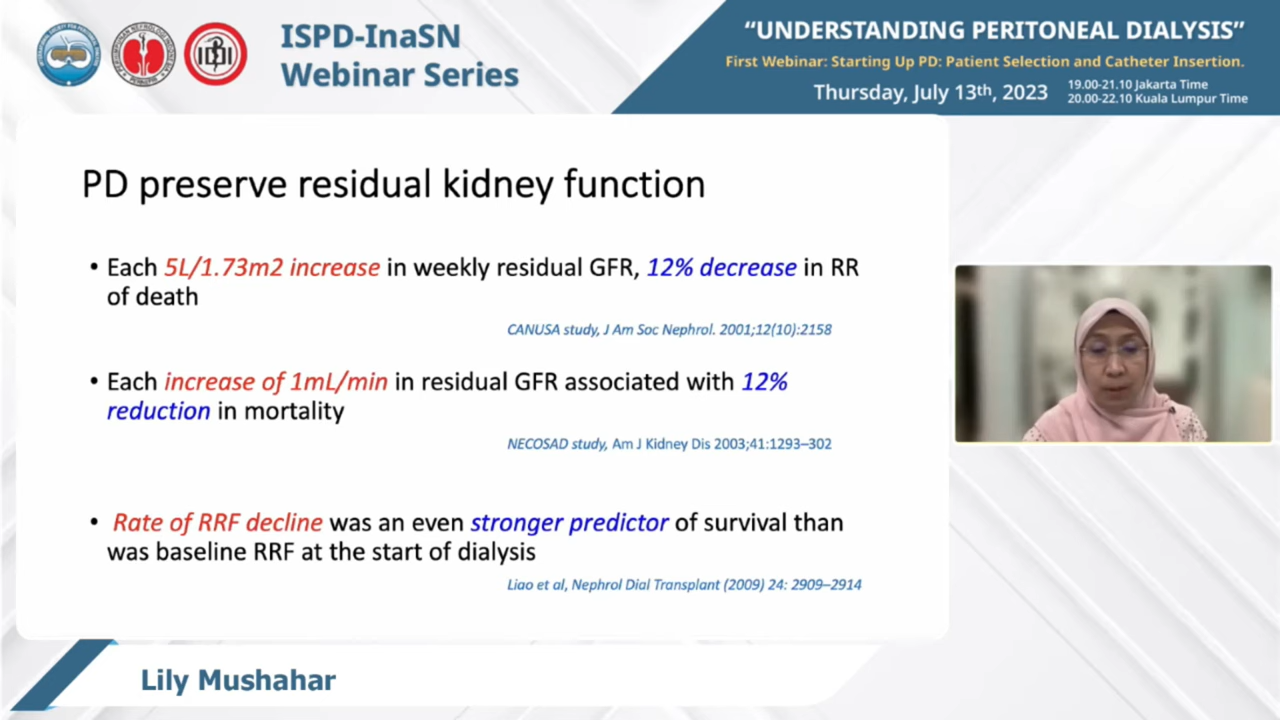 ISPD-InaSN
Webinar Series
“UNDERSTANDING PERITONEAL DIALYSIS”
First Webinar: Starting Up PD: Patient Selection and Catheter Insertion.
Thursday, July 13th, 2023
19.00-21.10 Jakarta Time
20.00-22.10 Kuala Lumpur Time
PD preserve residual kidney function
• Each 5L/1.73m2 increase in weekly residual GFR, 12% decrease in RR
of death
CANUSA study, J Am Soc Nephrol. 2001;12(10):2158
• Each increase of 1mL/min in residual GFR associated with 12%
reduction in mortality
NECOSAD study, Am J Kidney Dis 2003;41:1293–302
• Rate of RRF decline was an even stronger predictor of survival than
was baseline RRF at the start of dialysis
Liao et al, Nephrol Dial Transplant (2009) 24: 2909–2914
Lily Mushahar